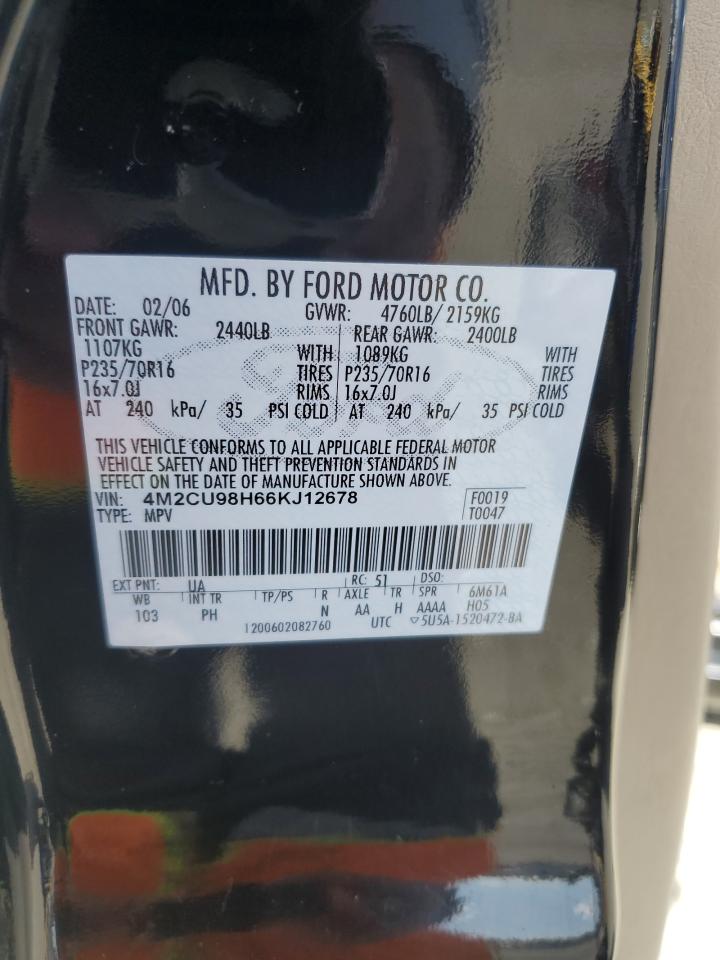 MFD. BY FORD MOTOR CO.
DATE: 02/06 GVWR: 4760LB/ 2159KG
FRONT GAWR: 2440LB REAR GAWR: 2400LB
1107KG WITH 1089KG WITH
P235/70R16 TIRES P235/70R16 TIRES
16x7.0J RIMS 16x7.0J RIMS
AT 240 kPa/ 35 PSI COLD AT 240 kPa/ 35 PSI COLD
THIS VEHICLE CONFORMS TO ALL APPLICABLE FEDERAL MOTOR
VEHICLE SAFETY AND THEFT PREVENTION STANDARDS IN
EFFECT ON THE DATE OF MANUFACTURE SHOWN ABOVE.
VIN: 4M2CU98H66KJ12678 F0019
TYPE: MPV T0047
EXT PNT: UA RC: 51 DSO:
WB INT TR TP/PS R AXLE TR SPR 6M61A
103 PH N AA H AAAA H05
1200602082760 UTC ▽5U5A-1520472-BA